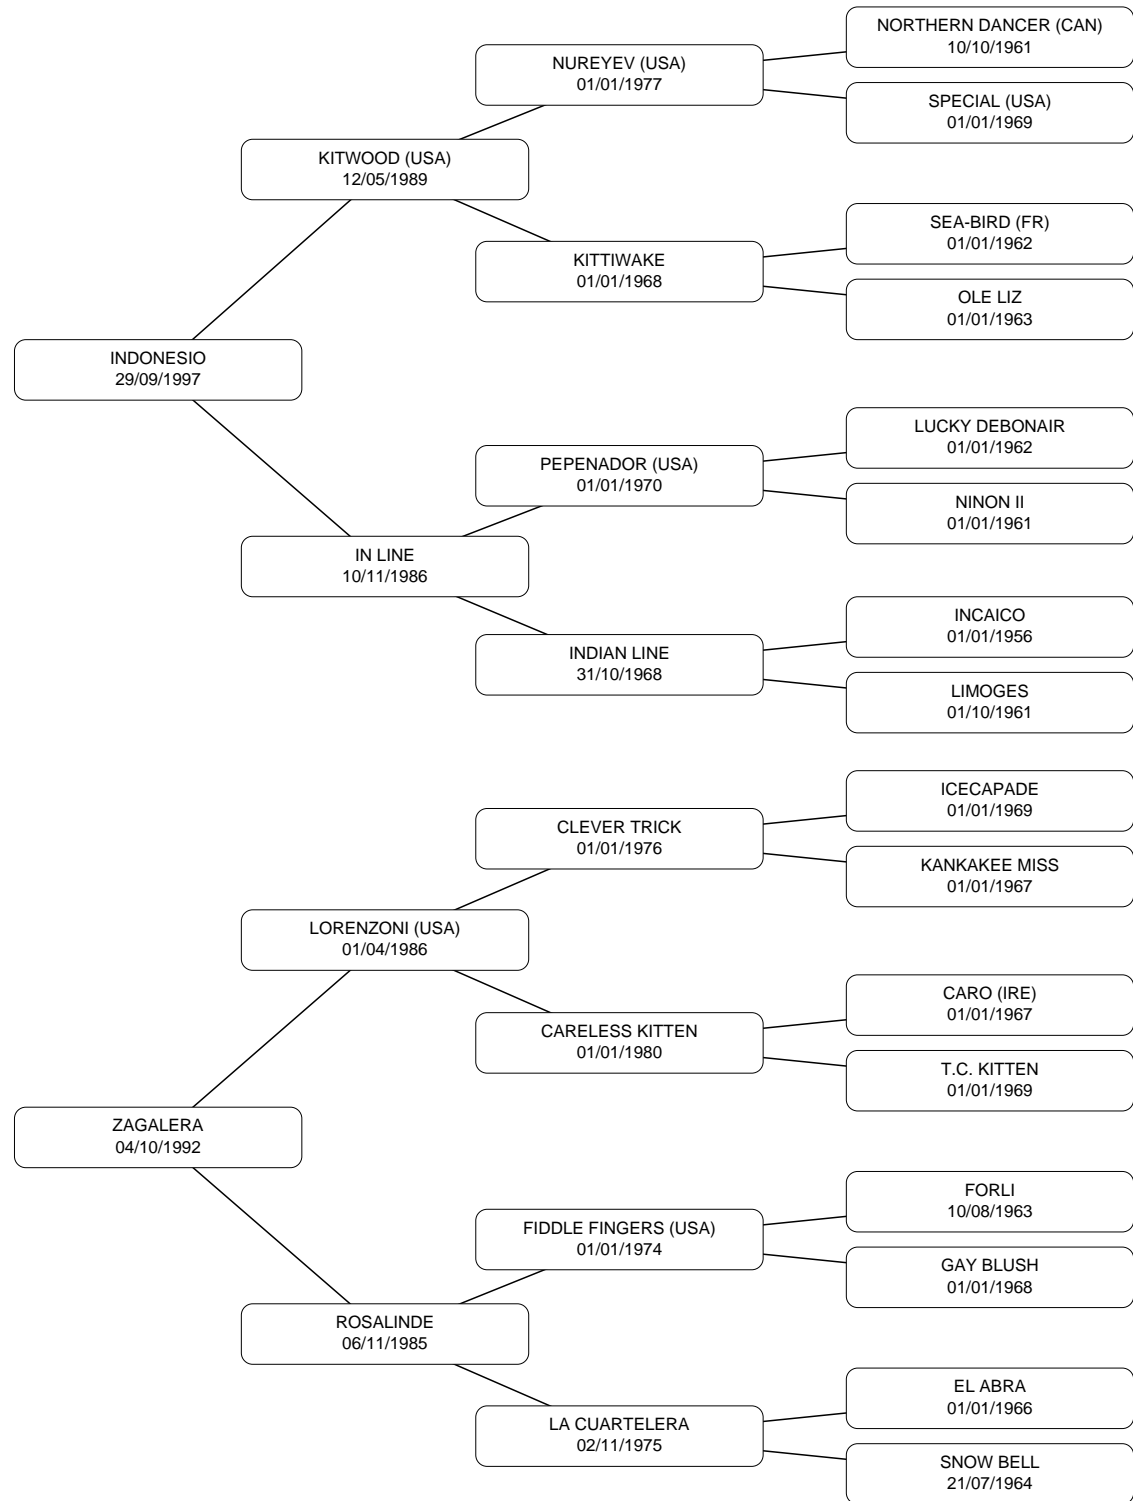 NORTHERN DANCER (CAN)
10/10/1961
NUREYEV (USA)
01/01/1977
SPECIAL (USA)
01/01/1969
KITWOOD (USA)
12/05/1989
SEA-BIRD (FR)
01/01/1962
KITTIWAKE
01/01/1968
OLE LIZ
01/01/1963
INDONESIO
29/09/1997
LUCKY DEBONAIR
01/01/1962
PEPENADOR (USA)
01/01/1970
NINON II
01/01/1961
IN LINE
10/11/1986
INCAICO
01/01/1956
INDIAN LINE
31/10/1968
LIMOGES
01/10/1961
ICECAPADE
01/01/1969
CLEVER TRICK
01/01/1976
KANKAKEE MISS
01/01/1967
LORENZONI (USA)
01/04/1986
CARO (IRE)
01/01/1967
CARELESS KITTEN
01/01/1980
T.C. KITTEN
01/01/1969
ZAGALERA
04/10/1992
FORLI
10/08/1963
FIDDLE FINGERS (USA)
01/01/1974
GAY BLUSH
01/01/1968
ROSALINDE
06/11/1985
EL ABRA
01/01/1966
LA CUARTELERA
02/11/1975
SNOW BELL
21/07/1964